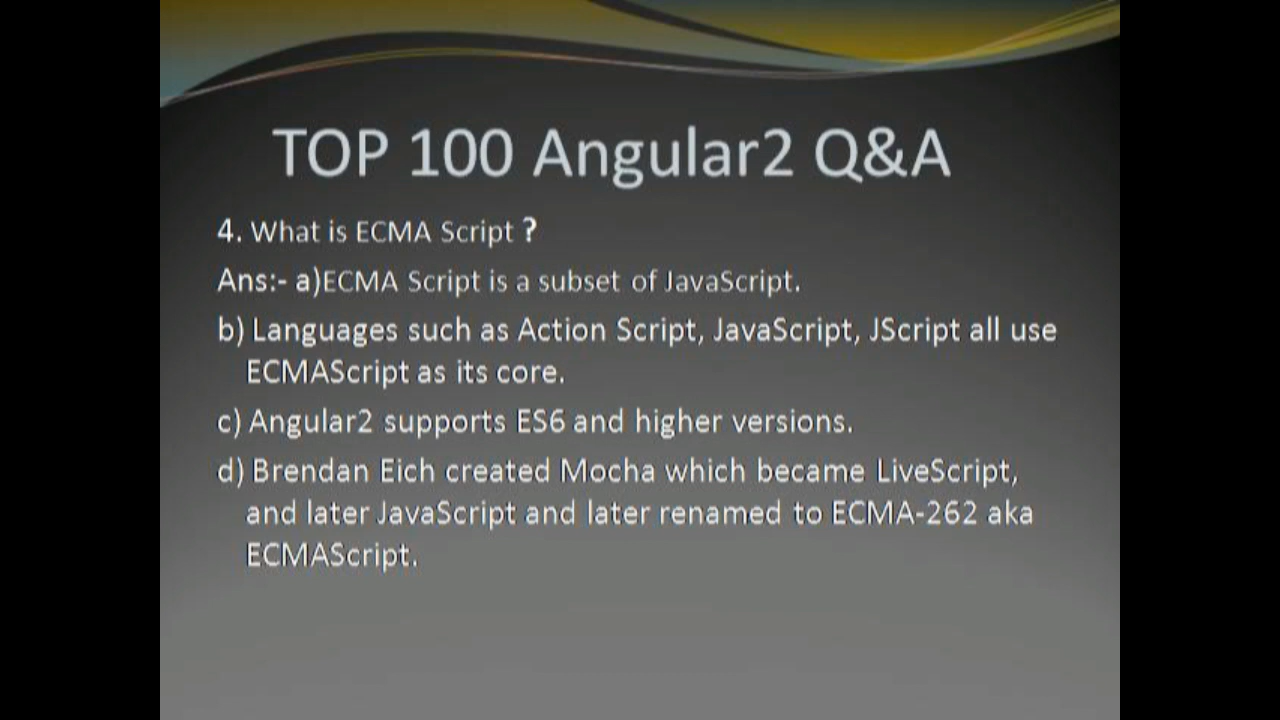 TOP 100 Angular2 Q&A
4. What is ECMA Script ?
Ans:- a)ECMA Script is a subset of JavaScript.
b) Languages such as Action Script, JavaScript, JScript all use
ECMAScript as its core.
c) Angular2 supports ES6 and higher versions.
d) Brendan Eich created Mocha which became LiveScript,
and later JavaScript and later renamed to ECMA-262 aka
ECMAScript.